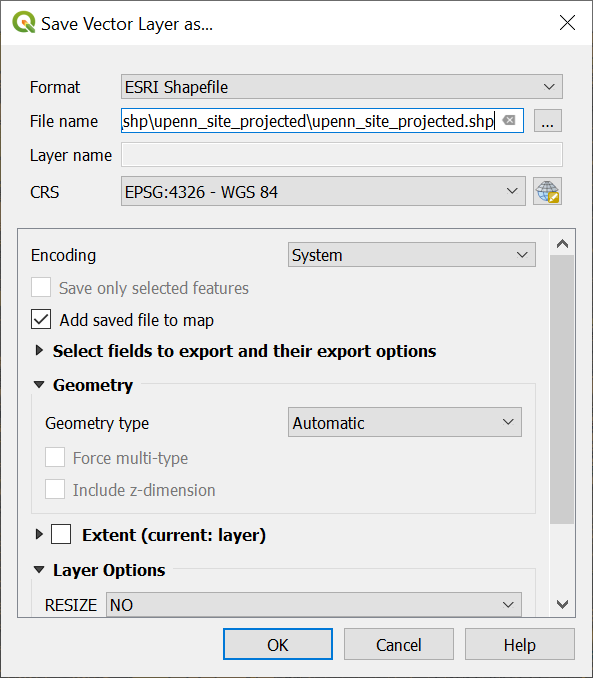 Save Vector Layer as...
Format ESRI Shapefile
File name .shp\upenn_site_projected\upenn_site_projected.shp ...
Layer name
CRS EPSG:4326 - WGS 84
Encoding System
Save only selected features
Add saved file to map
Select fields to export and their export options
Geometry
Geometry type Automatic
Force multi-type
Include z-dimension
Extent (current: layer)
Layer Options
RESIZE NO
OK Cancel Help